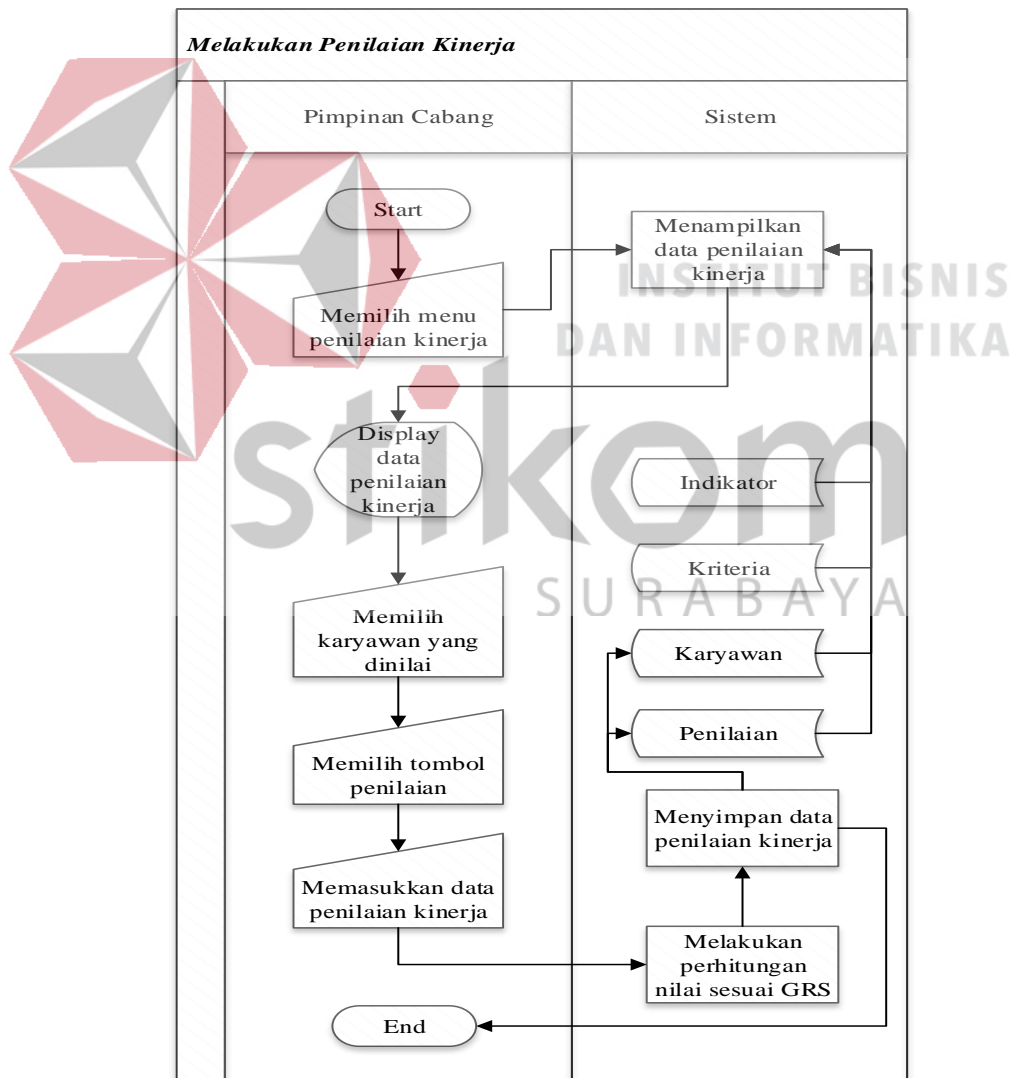 Melakukan Penilaian Kinerja
Pimpinan Cabang
Sistem
Start
Menampilkan
data penilaian
kinerja
INSTITUT BISNIS
DAN INFORMATIKA
Memilih menu
penilaian kinerja
stikom
SURABAYA
Display
data
penilaian
kinerja
Indikator
Kriteria
Memilih
karyawan yang
dinilai
Karyawan
Penilaian
Memilih tombol
penilaian
Menyimpan data
penilaian kinerja
Memasukkan data
penilaian kinerja
Melakukan
perhitungan
nilai sesuai GRS
End